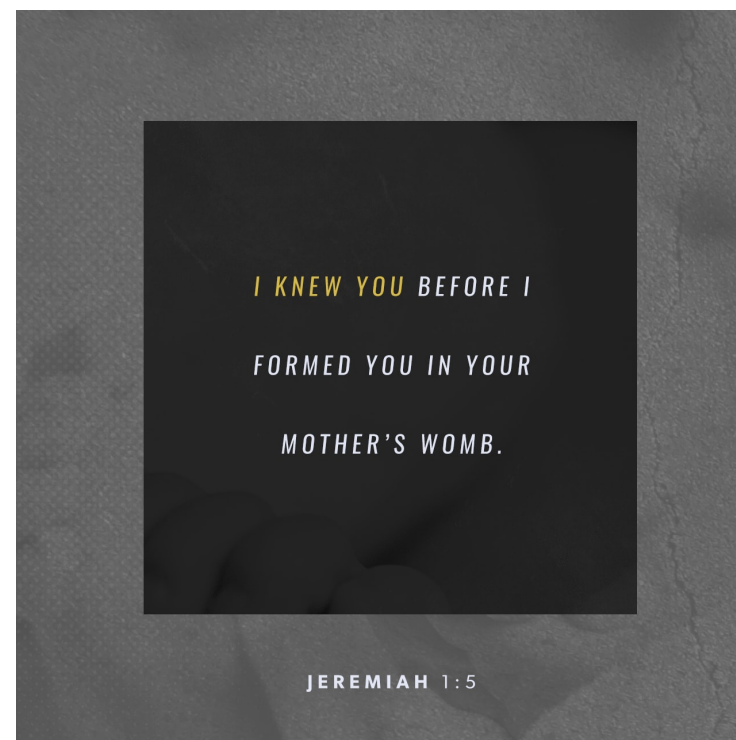 I KNEW YOU BEFORE I
FORMED YOU IN YOUR
MOTHER’S WOMB.
JEREMIAH 1:5